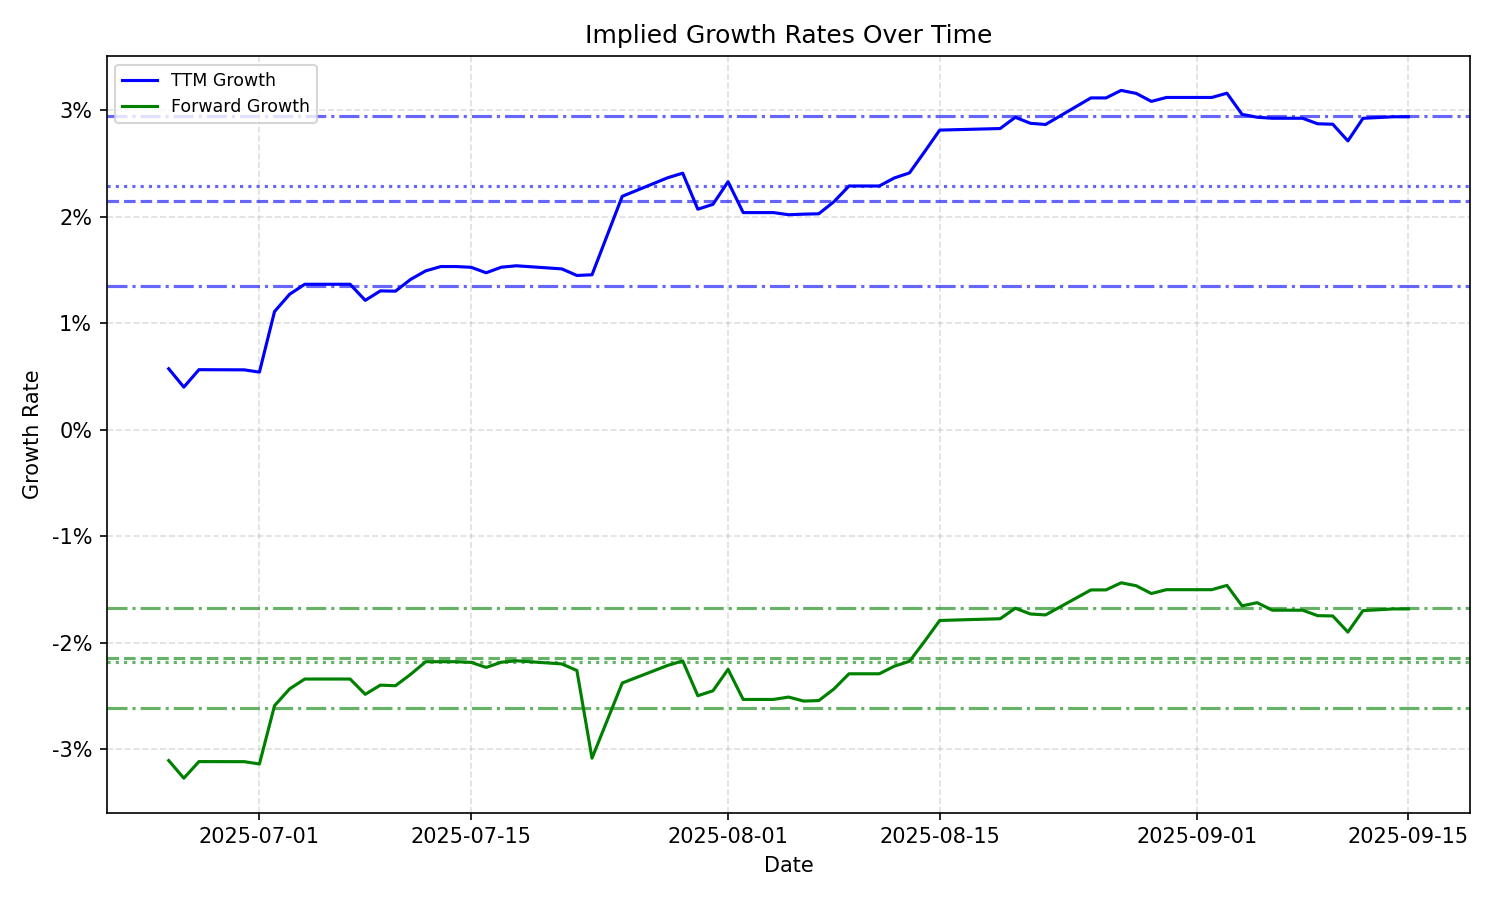 Implied Growth Rates Over Time
TTM Growth
Forward Growth
3%
2%
1%
0%
-1%
-2%
-3%
Growth Rate
2025-07-01
2025-07-15
2025-08-01
2025-08-15
2025-09-01
2025-09-15
Date